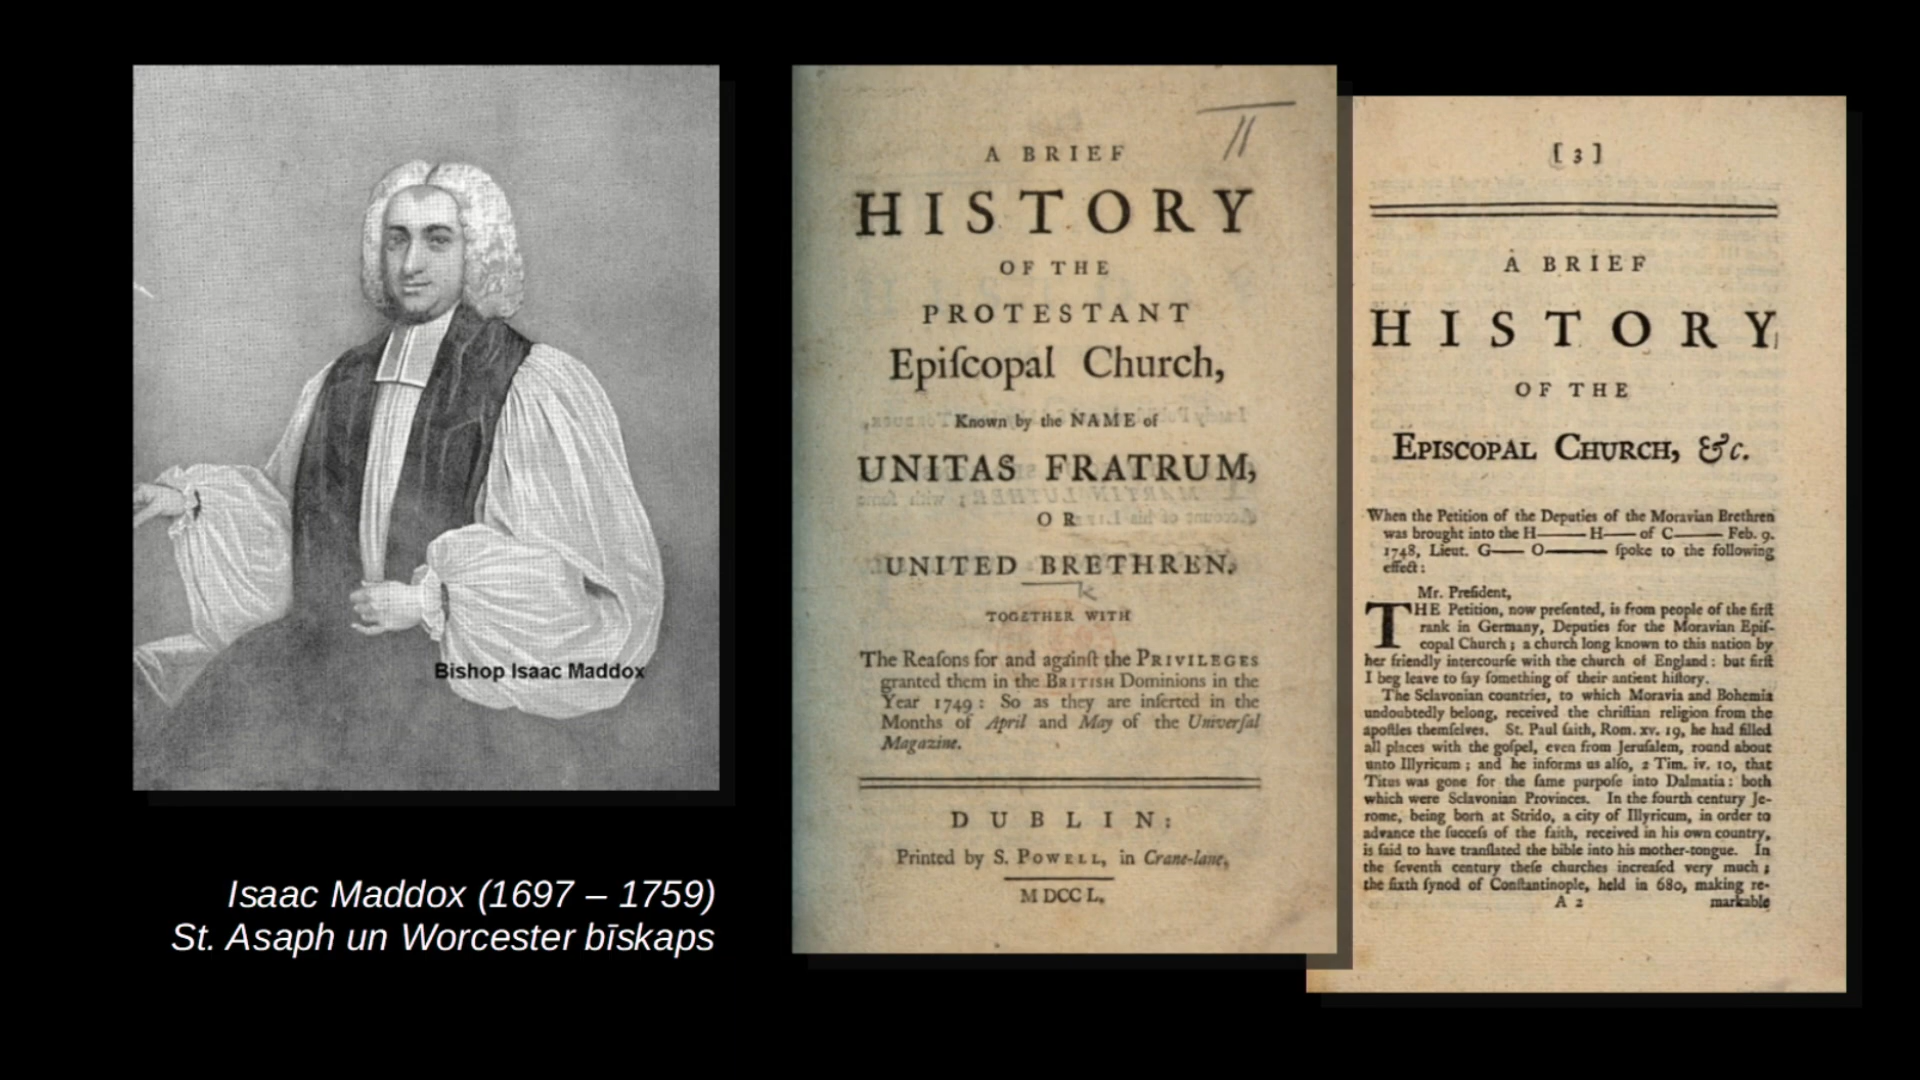 Bishop Isaac Maddox
Isaac Maddox (1697 – 1759)
St. Asaph un Worcester bīskaps
A BRIEF
HISTORY
OF THE
PROTESTANT
Epiſcopal Church,
Known by the NAME of
UNITAS FRATRUM,
OR
UNITED BRETHREN.
TOGETHER WITH
The Reaſons for and againſt the PRIVILEGES
granted them in the BRITISH Dominions in the
Year 1749: So as they are inſerted in the
Months of April and May of the Univerſal
Magazine.
DUBLIN:
Printed by S. POWELL, in Crane-lane,
MDCCL.
[ 3 ]
A BRIEF
HISTORY
OF THE
EPISCOPAL CHURCH, &c.
When the Petition of the Deputies of the Moravian Brethren
was brought into the H—— H— of C—— Feb. 9.
1748, Lieut. G— O—— ſpoke to the following
effect:
Mr. Preſident,
THE Petition, now preſented, is from people of the firſt
rank in Germany, Deputies for the Moravian Epiſ-
copal Church; a church long known to this nation by
her friendly intercourſe with the church of England: but firſt
I beg leave to ſay ſomething of their antient hiſtory.
The Sclavonian countries, to which Moravia and Bohemia
undoubtedly belong, received the chriſtian religion from the
apoſtles themſelves. St. Paul ſaith, Rom. xv. 19, he had filled
all places with the goſpel, even from Jeruſalem, round about
unto Illyricum; and he informs us alſo, 2 Tim. iv. 10, that
Titus was gone for the ſame purpoſe into Dalmatia: both
which were Sclavonian Provinces. In the fourth century Je-
rome, being born at Strido, a city of Illyricum, in order to
advance the ſucceſs of the faith, received in his own country,
is ſaid to have tranſlated the bible into his mother-tongue. In
the ſeventh century theſe churches increaſed very much;
the ſixth ſynod of Conſtantinople, held in 680, making re-
A 2 markable